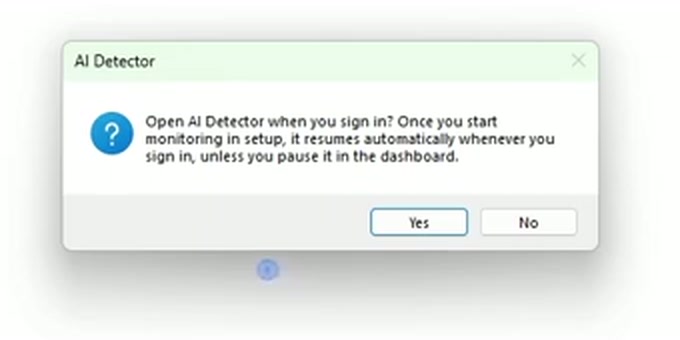 AI Detector
Open AI Detector when you sign in? Once you start
monitoring in setup, it resumes automatically whenever you
sign in, unless you pause it in the dashboard.
Yes
No